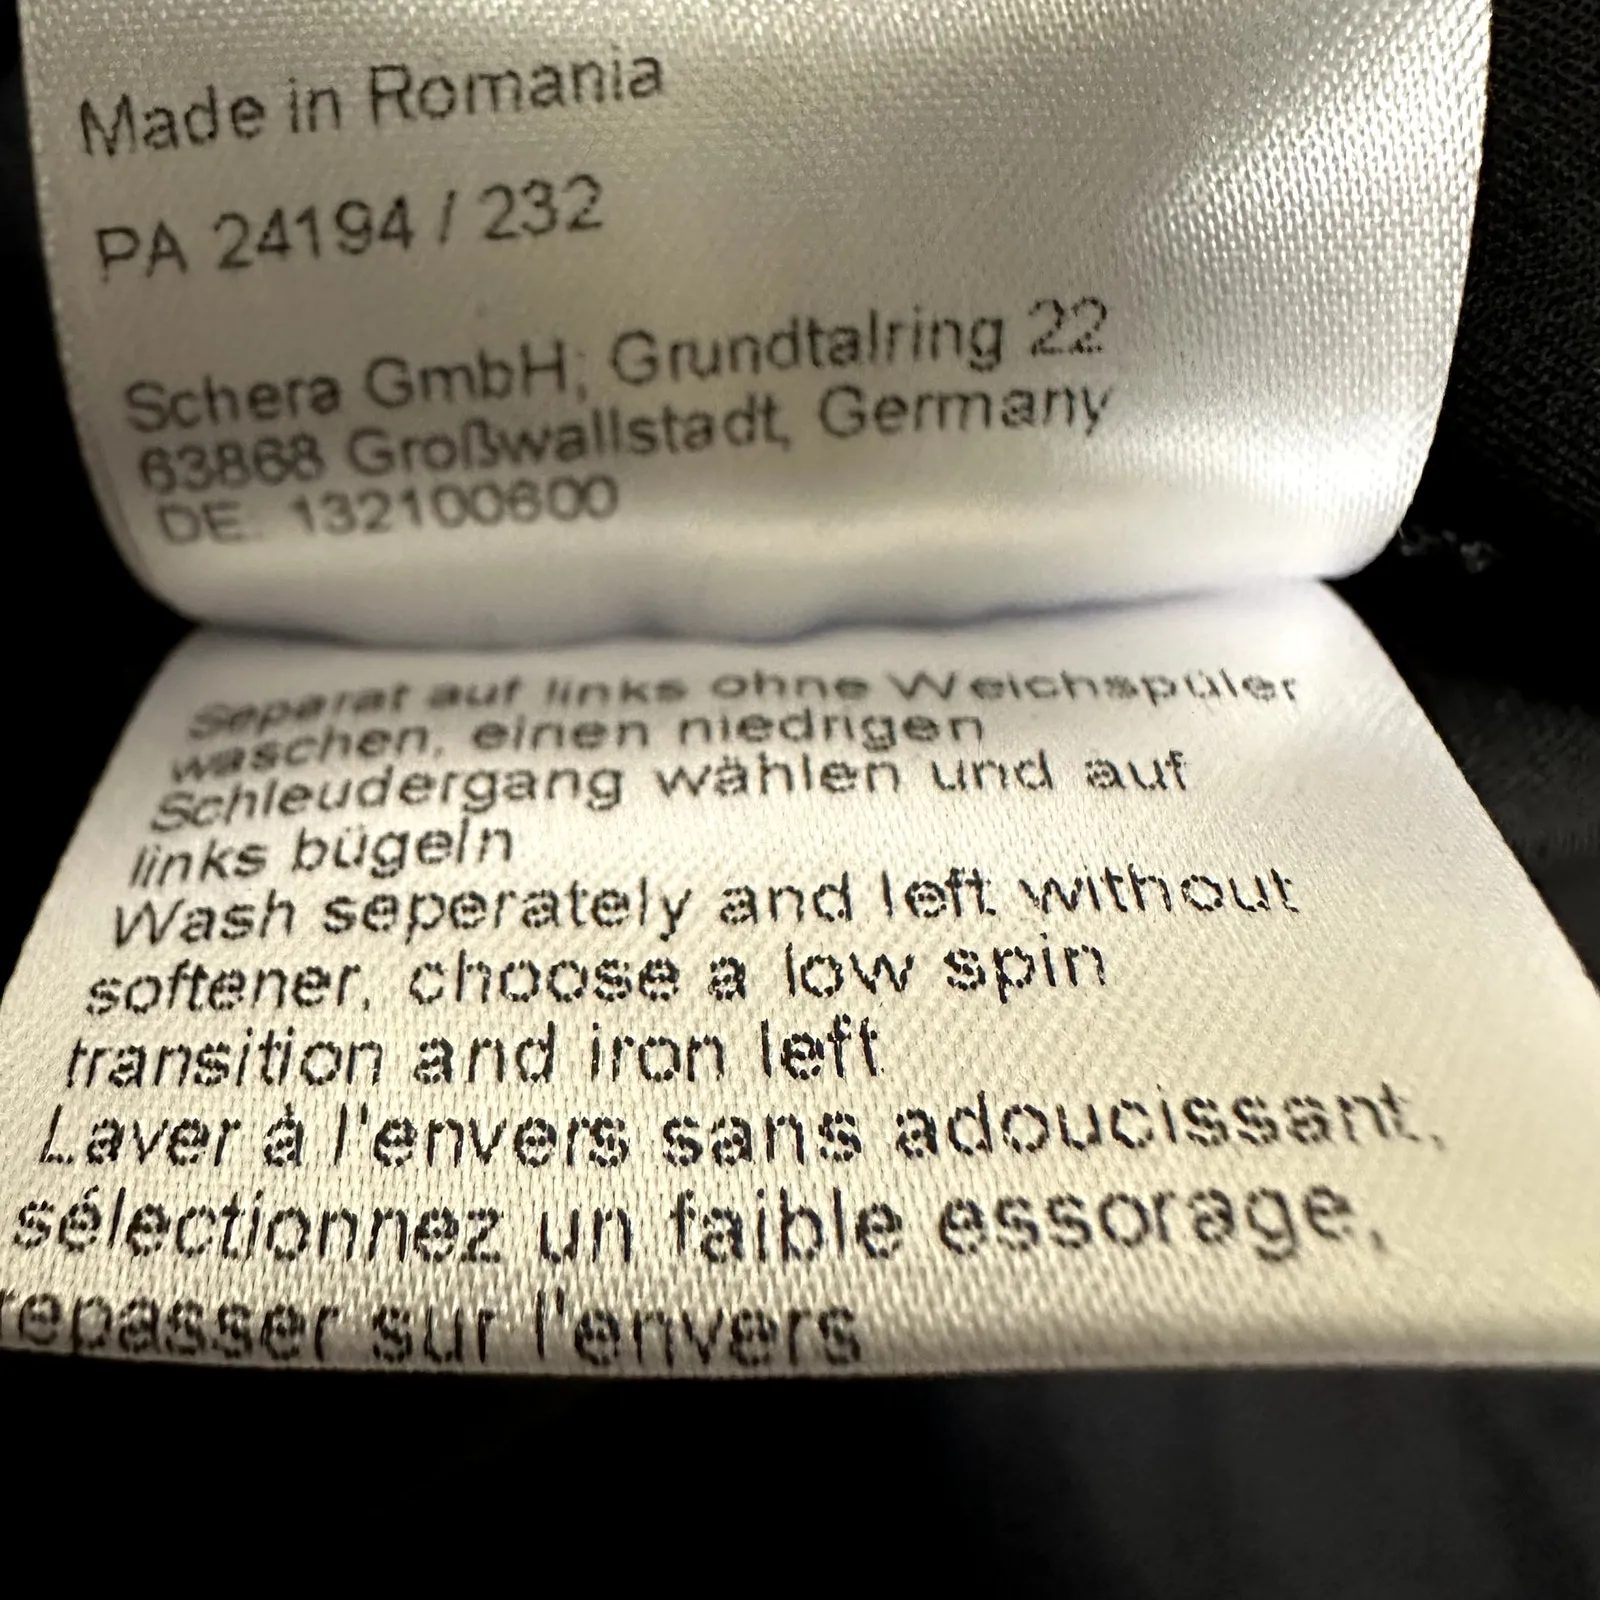 Made in Romania
PA 24194 / 232
Schera GmbH; Grundtalring 22
63868 Großwallstadt, Germany
DE: 132100600
Separat auf links ohne Weichspüler
waschen, einen niedrigen
Schleudergang wählen und auf
links bügeln
Wash seperately and left without
softener, choose a low spin
transition and iron left
Laver à l'envers sans adoucissant,
sélectionnez un faible essorage,
repasser sur l'envers